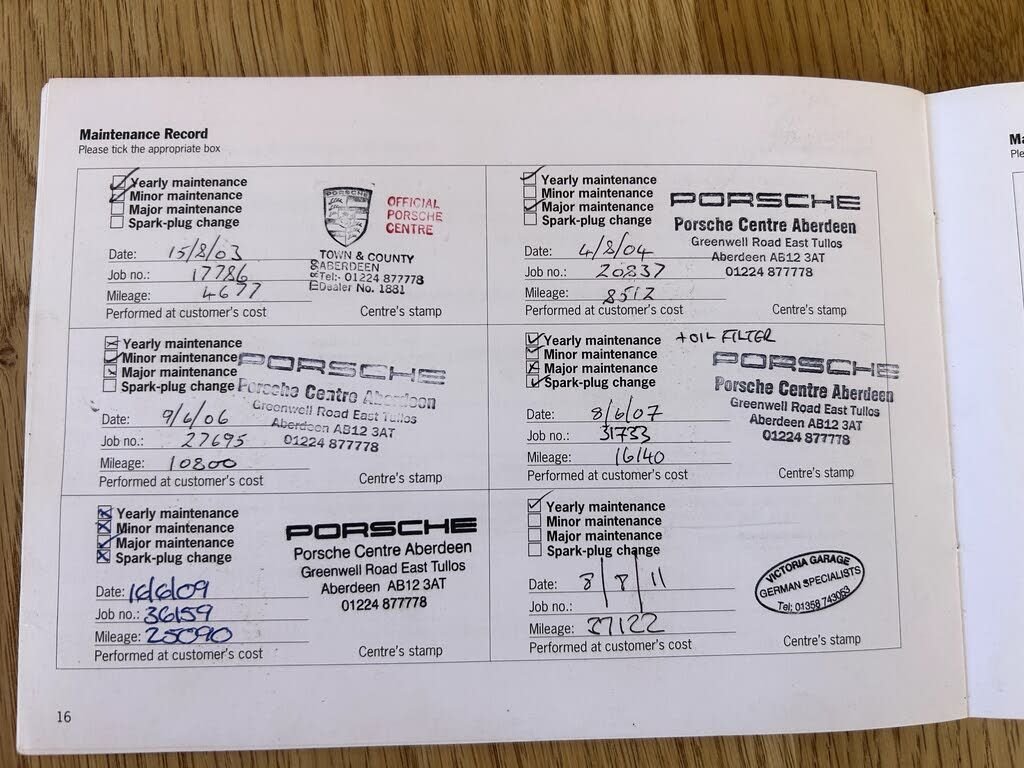 Maintenance Record
Please tick the appropriate box
Yearly maintenance
Minor maintenance
Major maintenance
Spark-plug change
Date: 15/8/03
Job no.: 17786
Mileage: 4677
Performed at customer's cost
PORSCHE
OFFICIAL
PORSCHE
CENTRE
TOWN & COUNTY
ABERDEEN
Tel:- 01224 877778
Dealer No. 1881
Centre's stamp
Yearly maintenance
Minor maintenance
Major maintenance
Spark-plug change
Date: 4/8/04
Job no.: 20837
Mileage: 8512
Performed at customer's cost
PORSCHE
Porsche Centre Aberdeen
Greenwell Road East Tullos
Aberdeen AB12 3AT
01224 877778
Centre's stamp
Yearly maintenance
Minor maintenance
Major maintenance
Spark-plug change
Date: 9/6/06
Job no.: 27695
Mileage: 10800
Performed at customer's cost
PORSCHE
Porsche Centre Aberdeen
Greenwell Road East Tullos
Aberdeen AB12 3AT
01224 877778
Centre's stamp
Yearly maintenance + OIL FILTER
Minor maintenance
Major maintenance
Spark-plug change
Date: 8/6/07
Job no.: 31733
Mileage: 16140
Performed at customer's cost
PORSCHE
Porsche Centre Aberdeen
Greenwell Road East Tullos
Aberdeen AB12 3AT
01224 877778
Centre's stamp
Yearly maintenance
Minor maintenance
Major maintenance
Spark-plug change
Date: 16/6/09
Job no.: 36159
Mileage: 25090
Performed at customer's cost
PORSCHE
Porsche Centre Aberdeen
Greenwell Road East Tullos
Aberdeen AB12 3AT
01224 877778
Centre's stamp
Yearly maintenance
Minor maintenance
Major maintenance
Spark-plug change
Date: 8/8/11
Job no.:
Mileage: 37122
Performed at customer's cost
VICTORIA GARAGE
GERMAN SPECIALISTS
Tel: 01358 743053
Centre's stamp
16